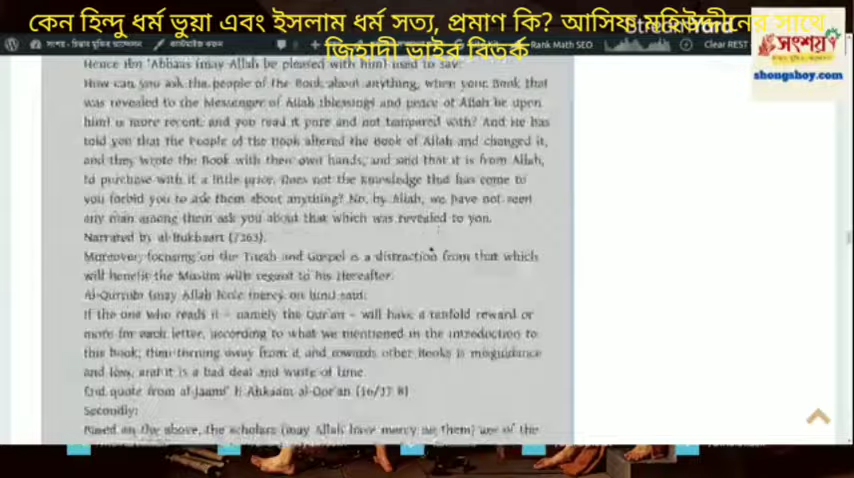 কেন হিন্দু ধর্ম ভুয়া এবং ইসলাম ধর্ম সত্য, প্রমাণ কি? আসিফ মহিউদ্দীনের সাথে
জিহাদী ভাইর বিতর্ক
StreamYard
সংশয় - চিন্তার মুক্তির আন্দোলন
কাস্টমাইজ করুন
Rank Math SEO
Clear REST
সংশয়
shongshoy.com
Hence Ibn 'Abbaas (may Allah be pleased with him) used to say:
How can you ask the people of the Book about anything, when your Book that
was revealed to the Messenger of Allah (blessings and peace of Allah be upon
him) is more recent, and you read it pure and not tampered with? And He has
told you that the People of the Book altered the Book of Allah and changed it,
and they wrote the Book with their own hands, and said that it is from Allah,
to purchase with it a little price. Does not the knowledge that has come to
you forbid you to ask them about anything? No, by Allah, we have not seen
any man among them ask you about that which was revealed to you.
Narrated by al-Bukhaari (7363).
Moreover, focusing on the Torah and Gospel is a distraction from that which
will benefit the Muslim with regard to his Hereafter.
Al-Qurtubi (may Allah have mercy on him) said:
If the one who reads it – namely the Qur'an – will have a tenfold reward or
more for each letter, according to what we mentioned in the introduction to
this book, then turning away from it and towards other Books is misguidance
and loss, and it is a bad deal and waste of time.
End quote from al-Jaami' li Ahkaam al-Qur'an (16/378)
Secondly:
Based on the above, the scholars (may Allah have mercy on them) are of the